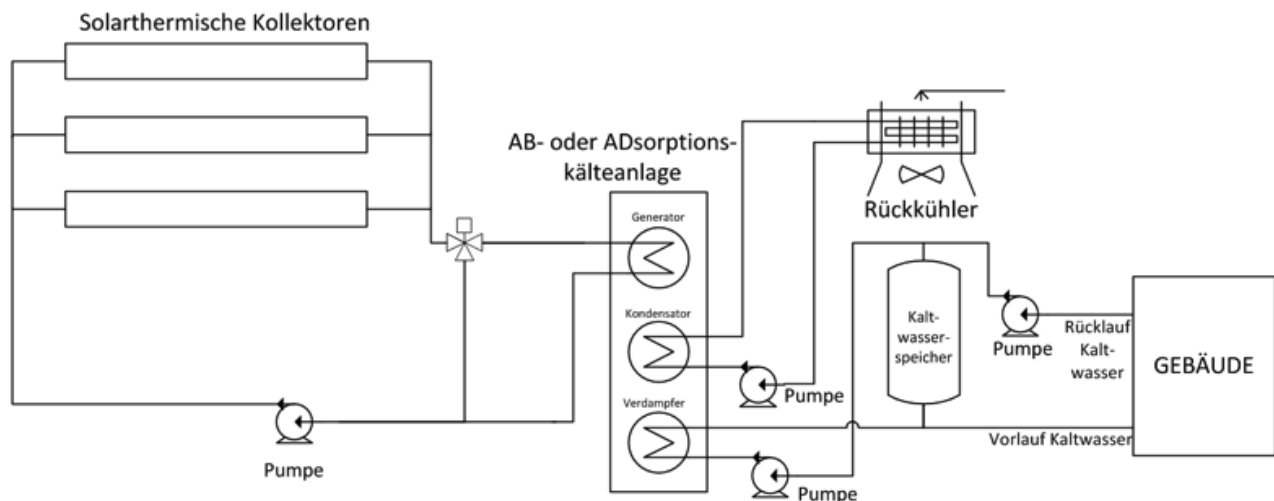 Solarthermische Kollektoren
AB- oder ADsorptions-
kälteanlage
Generator
Kondensator
Verdampfer
Pumpe
Pumpe
Pumpe
Rückkühler
Kalt-
wasser-
speicher
Pumpe
Rücklauf
Kalt-
wasser
Vorlauf Kaltwasser
GEBÄUDE